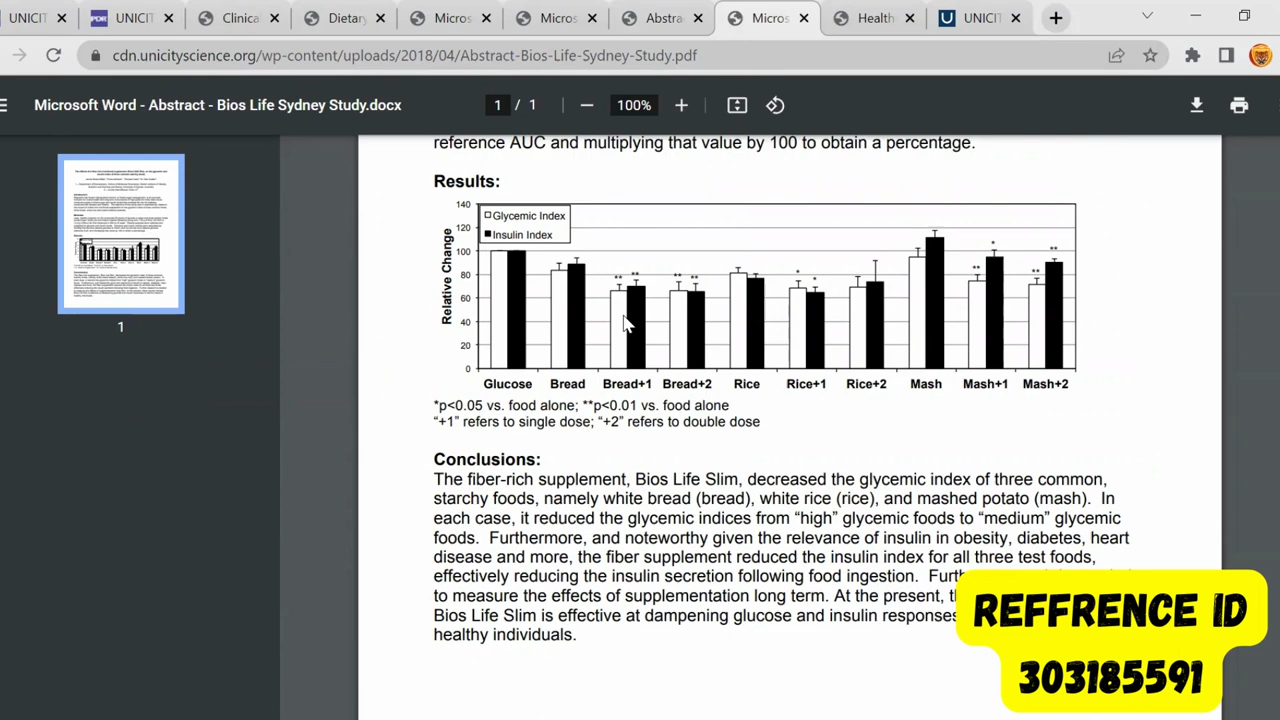 UNICIT
PDR UNICIT
Clinica
Dietary
Micros
Micros
Abstra
Micros
Health
UNICIT
cdn.unicityscience.org/wp-content/uploads/2018/04/Abstract-Bios-Life-Sydney-Study.pdf
Microsoft Word - Abstract - Bios Life Sydney Study.docx
1 / 1
100%
1
reference AUC and multiplying that value by 100 to obtain a percentage.
Results:
Glycemic Index
Insulin Index
Relative Change
140
120
100
80
60
40
20
0
** ** ** ** * ** * ** **
Glucose Bread Bread+1 Bread+2 Rice Rice+1 Rice+2 Mash Mash+1 Mash+2
*p<0.05 vs. food alone; **p<0.01 vs. food alone
“+1” refers to single dose; “+2” refers to double dose
Conclusions:
The fiber-rich supplement, Bios Life Slim, decreased the glycemic index of three common,
starchy foods, namely white bread (bread), white rice (rice), and mashed potato (mash). In
each case, it reduced the glycemic indices from “high” glycemic foods to “medium” glycemic
foods. Furthermore, and noteworthy given the relevance of insulin in obesity, diabetes, heart
disease and more, the fiber supplement reduced the insulin index for all three test foods,
effectively reducing the insulin secretion following food ingestion.
to measure the effects of supplementation long term. At the present,
Bios Life Slim is effective at dampening glucose and insulin responses
healthy individuals.
REFFRENCE ID
303185591